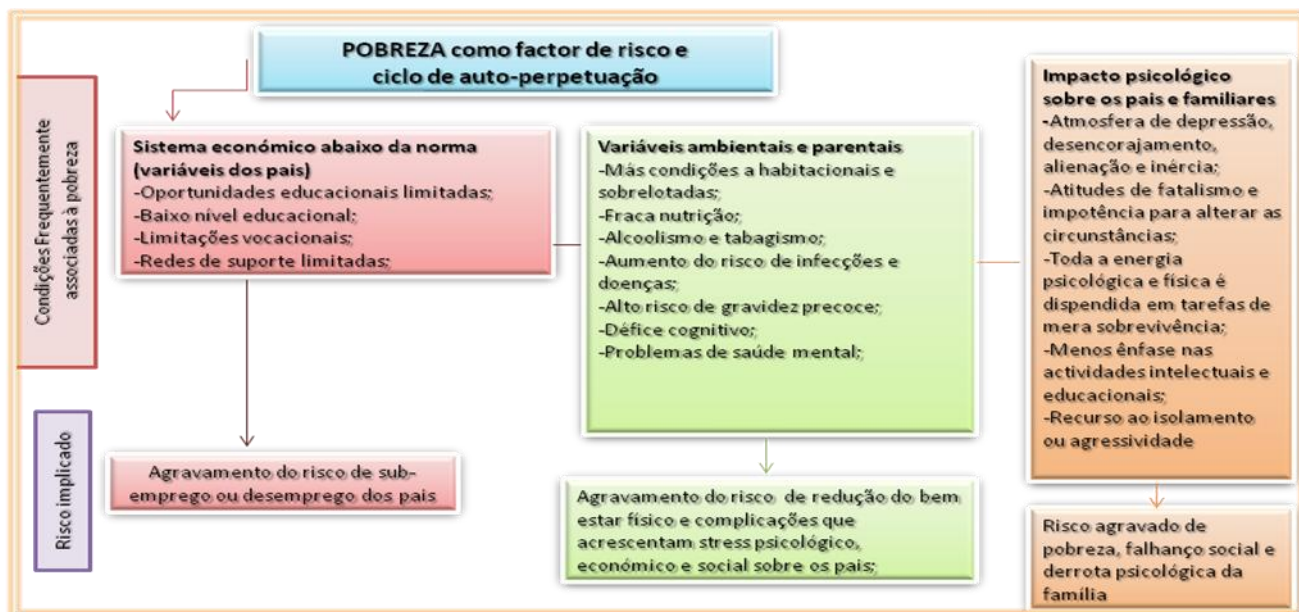 POBREZA como factor de risco e
ciclo de auto-perpetuação
Condições Frequentemente
associadas à pobreza
Sistema económico abaixo da norma
(variáveis dos pais)
-Oportunidades educacionais limitadas;
-Baixo nível educacional;
-Limitações vocacionais;
-Redes de suporte limitadas;
Variáveis ambientais e parentais
-Más condições a habitacionais e
sobrelotadas;
-Fraca nutrição;
-Alcoolismo e tabagismo;
-Aumento do risco de infecções e
doenças;
-Alto risco de gravidez precoce;
-Défice cognitivo;
-Problemas de saúde mental;
Impacto psicológico
sobre os pais e familiares
-Atmosfera de depressão,
desencorajamento,
alienação e inércia;
-Atitudes de fatalismo e
impotência para alterar as
circunstâncias;
-Toda a energia
psicológica e física é
dispendida em tarefas de
mera sobrevivência;
-Menos ênfase nas
actividades intelectuais e
educacionais;
-Recurso ao isolamento
ou agressividade
Risco implicado
Agravamento do risco de sub-
emprego ou desemprego dos pais
Agravamento do risco de redução do bem
estar físico e complicações que
acrescentam stress psicológico,
económico e social sobre os pais;
Risco agravado de
pobreza, falhanço social e
derrota psicológica da
família